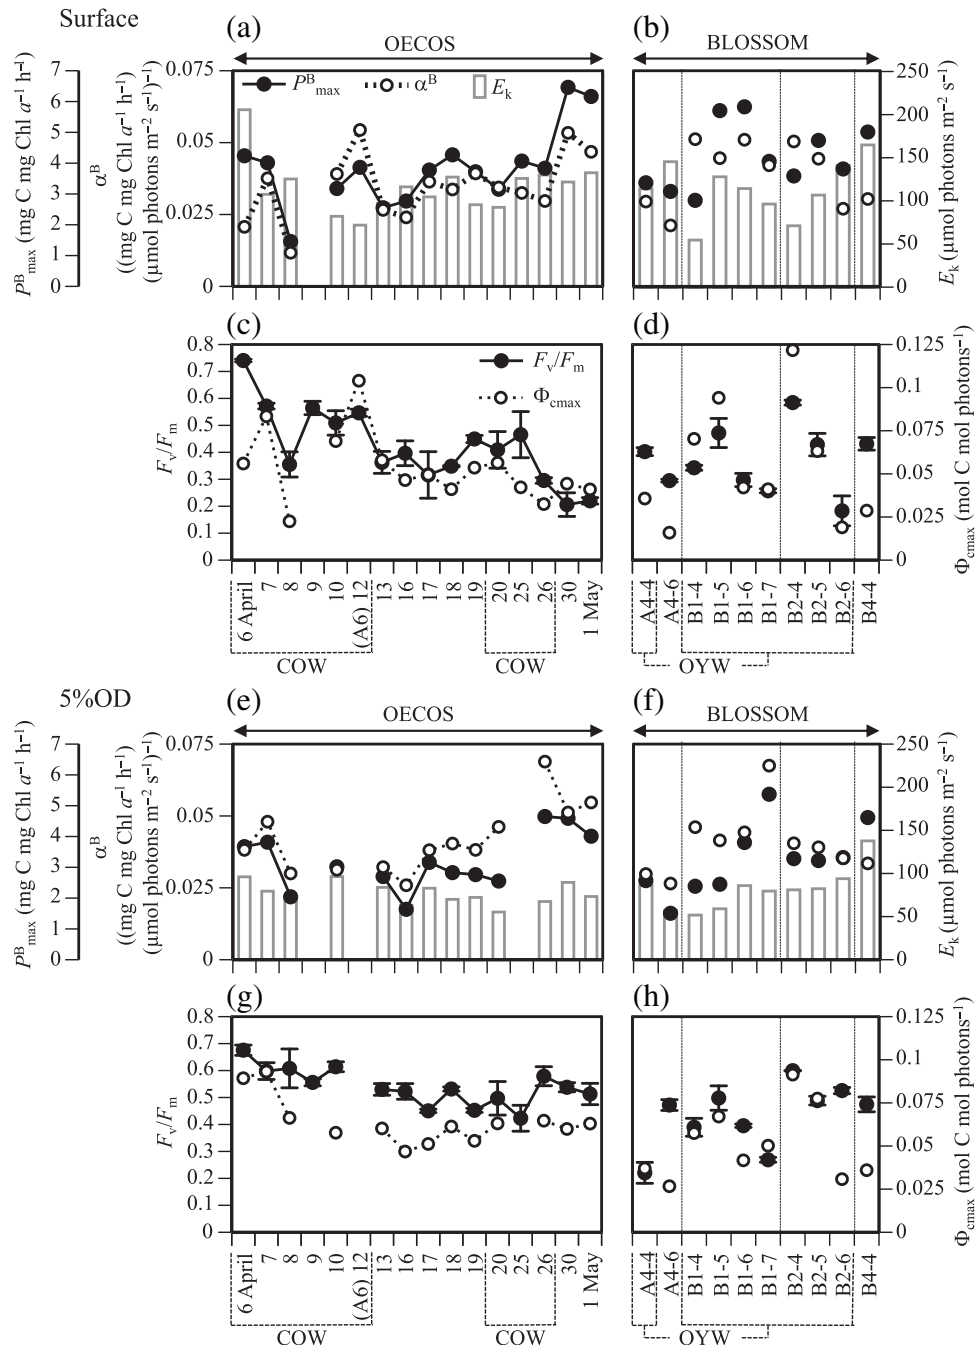 Surface
(a)
(b)
OECOS
BLOSSOM
P^B_max (mg C mg Chl a⁻¹ h⁻¹)
7
6
5
4
3
2
1
0
α^B
((mg C mg Chl a⁻¹ h⁻¹)
(μmol photons m⁻² s⁻¹)⁻¹
0.075
0.05
0.025
0
P^B_max
α^B
E_k
250
200
150
100
50
0
E_k (μmol photons m⁻² s⁻¹)
(c)
(d)
F_v/F_m
0.8
0.7
0.6
0.5
0.4
0.3
0.2
0.1
0
F_v/F_m
Φ_cmax
0.125
0.1
0.075
0.05
0.025
0
Φ_cmax (mol C mol photons⁻¹)
6 April
7
8
9
10
(A6) 12
13
16
17
18
19
20
25
26
30
1 May
COW
COW
A4-4
A4-6
B1-4
B1-5
B1-6
B1-7
B2-4
B2-5
B2-6
B4-4
OYW
5%OD
(e)
(f)
OECOS
BLOSSOM
P^B_max (mg C mg Chl a⁻¹ h⁻¹)
7
6
5
4
3
2
1
0
α^B
((mg C mg Chl a⁻¹ h⁻¹)
(μmol photons m⁻² s⁻¹)⁻¹
0.075
0.05
0.025
0
250
200
150
100
50
0
E_k (μmol photons m⁻² s⁻¹)
(g)
(h)
F_v/F_m
0.8
0.7
0.6
0.5
0.4
0.3
0.2
0.1
0
0.125
0.1
0.075
0.05
0.025
0
Φ_cmax (mol C mol photons⁻¹)
6 April
7
8
9
10
(A6) 12
13
16
17
18
19
20
25
26
30
1 May
COW
COW
A4-4
A4-6
B1-4
B1-5
B1-6
B1-7
B2-4
B2-5
B2-6
B4-4
OYW